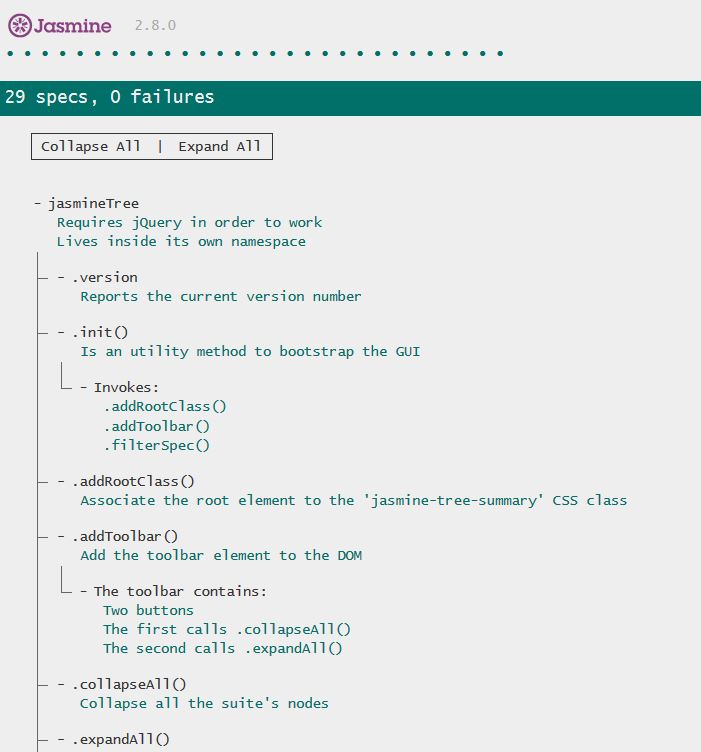 Jasmine 2.8.0
29 specs, 0 failures
Collapse All | Expand All
- jasmineTree
Requires jQuery in order to work
Lives inside its own namespace
- .version
Reports the current version number
- .init()
Is an utility method to bootstrap the GUI
- Invokes:
.addRootClass()
.addToolbar()
.filterSpec()
- .addRootClass()
Associate the root element to the 'jasmine-tree-summary' CSS class
- .addToolbar()
Add the toolbar element to the DOM
- The toolbar contains:
Two buttons
The first calls .collapseAll()
The second calls .expandAll()
- .collapseAll()
Collapse all the suite's nodes
- .expandAll()